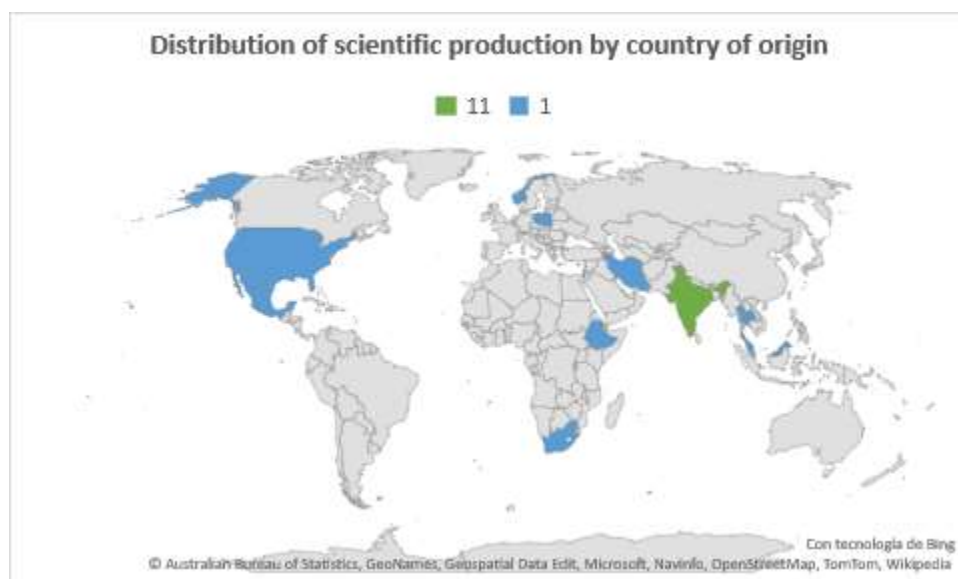 Distribution of scientific production by country of origin
11 1
Con tecnología de Bing
© Australian Bureau of Statistics, GeoNames, Geospatial Data Edit, Microsoft, Navinfo, OpenStreetMap, TomTom, Wikipedia